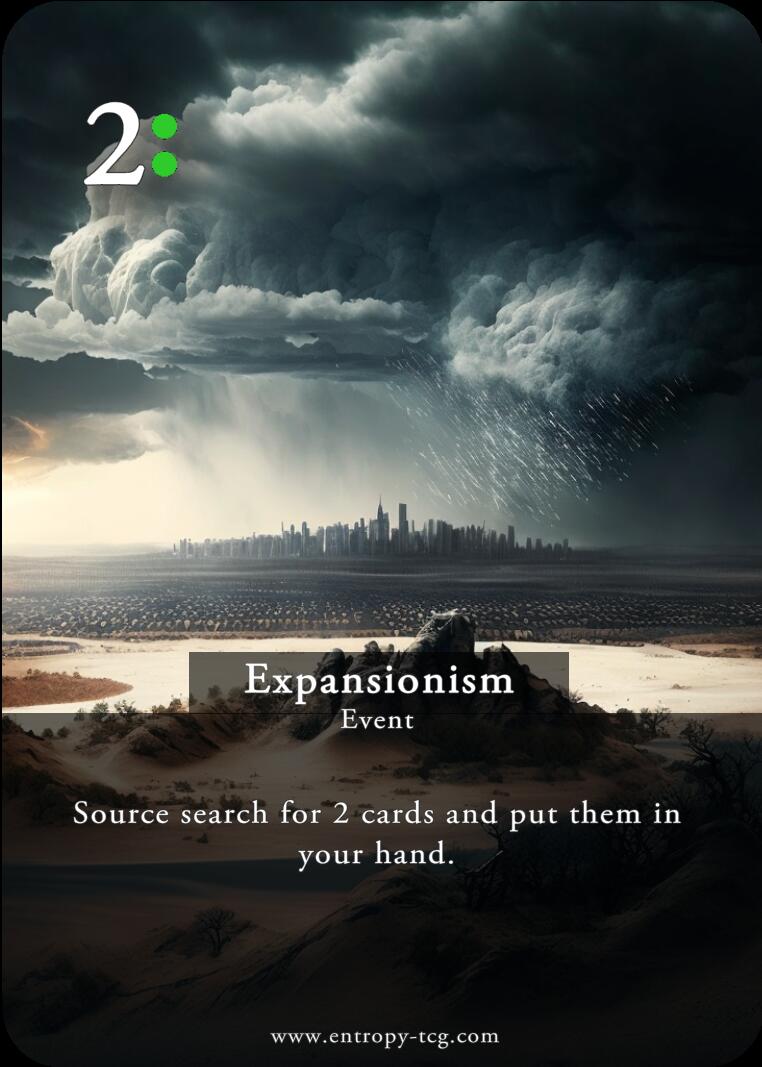 2:
Expansionism
Event
Source search for 2 cards and put them in
your hand.
www.entropy-tcg.com